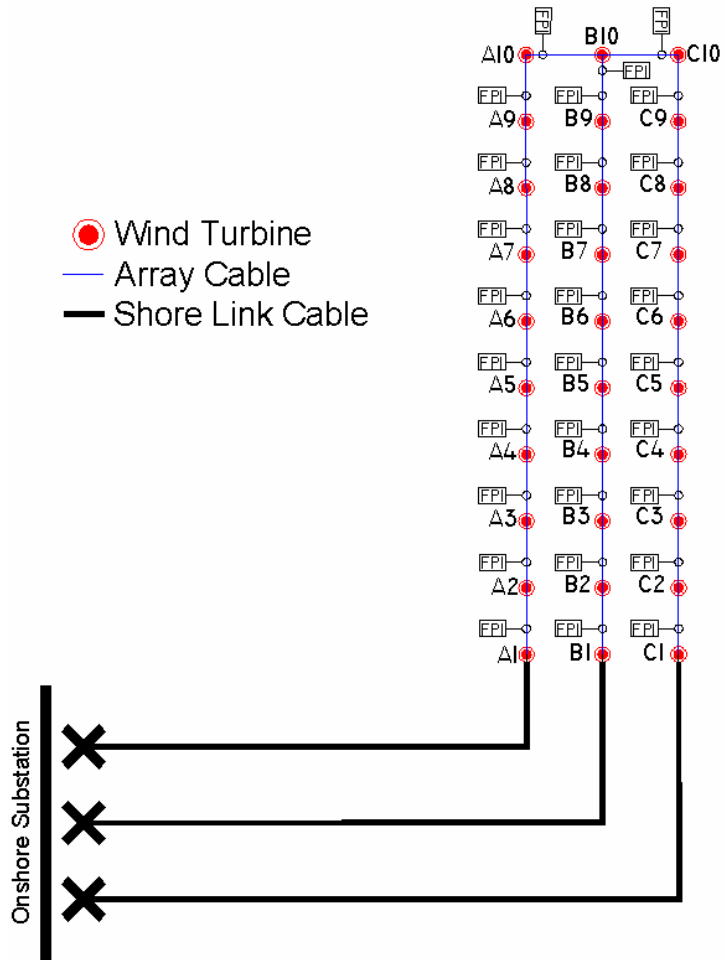 FPI FPI
B10
A10 C10
FPI
FPI FPI FPI
A9 B9 C9
FPI FPI FPI
A8 B8 C8
Wind Turbine
FPI FPI FPI
A7 B7 C7
Array Cable
FPI FPI FPI
Shore Link Cable
A6 B6 C6
FPI FPI FPI
A5 B5 C5
FPI FPI FPI
A4 B4 C4
FPI FPI FPI
A3 B3 C3
FPI FPI FPI
A2 B2 C2
FPI FPI FPI
A1 B1 C1
Onshore Substation